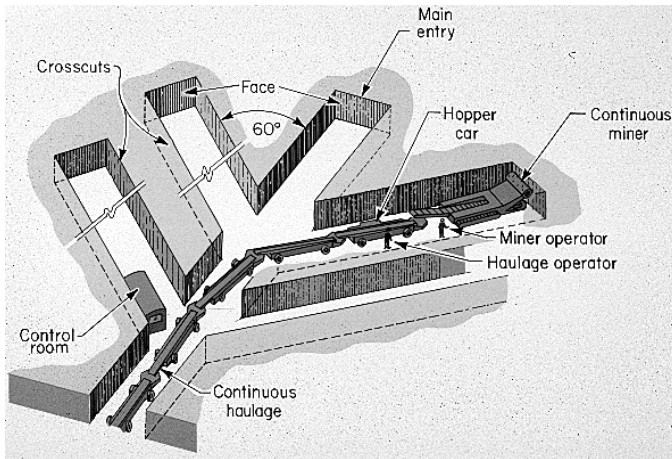 Main
entry
Crosscuts
Face
60°
Hopper
car
Continuous
miner
Miner operator
Haulage operator
Control
room
Continuous
haulage